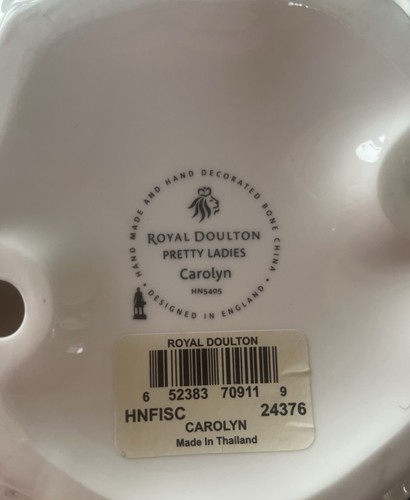 HAND MADE AND HAND DECORATED BONE CHINA
ROYAL DOULTON
PRETTY LADIES
Carolyn
HN5405
DESIGNED IN ENGLAND
ROYAL DOULTON
6 52383 70911 9
HNFISC 24376
CAROLYN
Made In Thailand